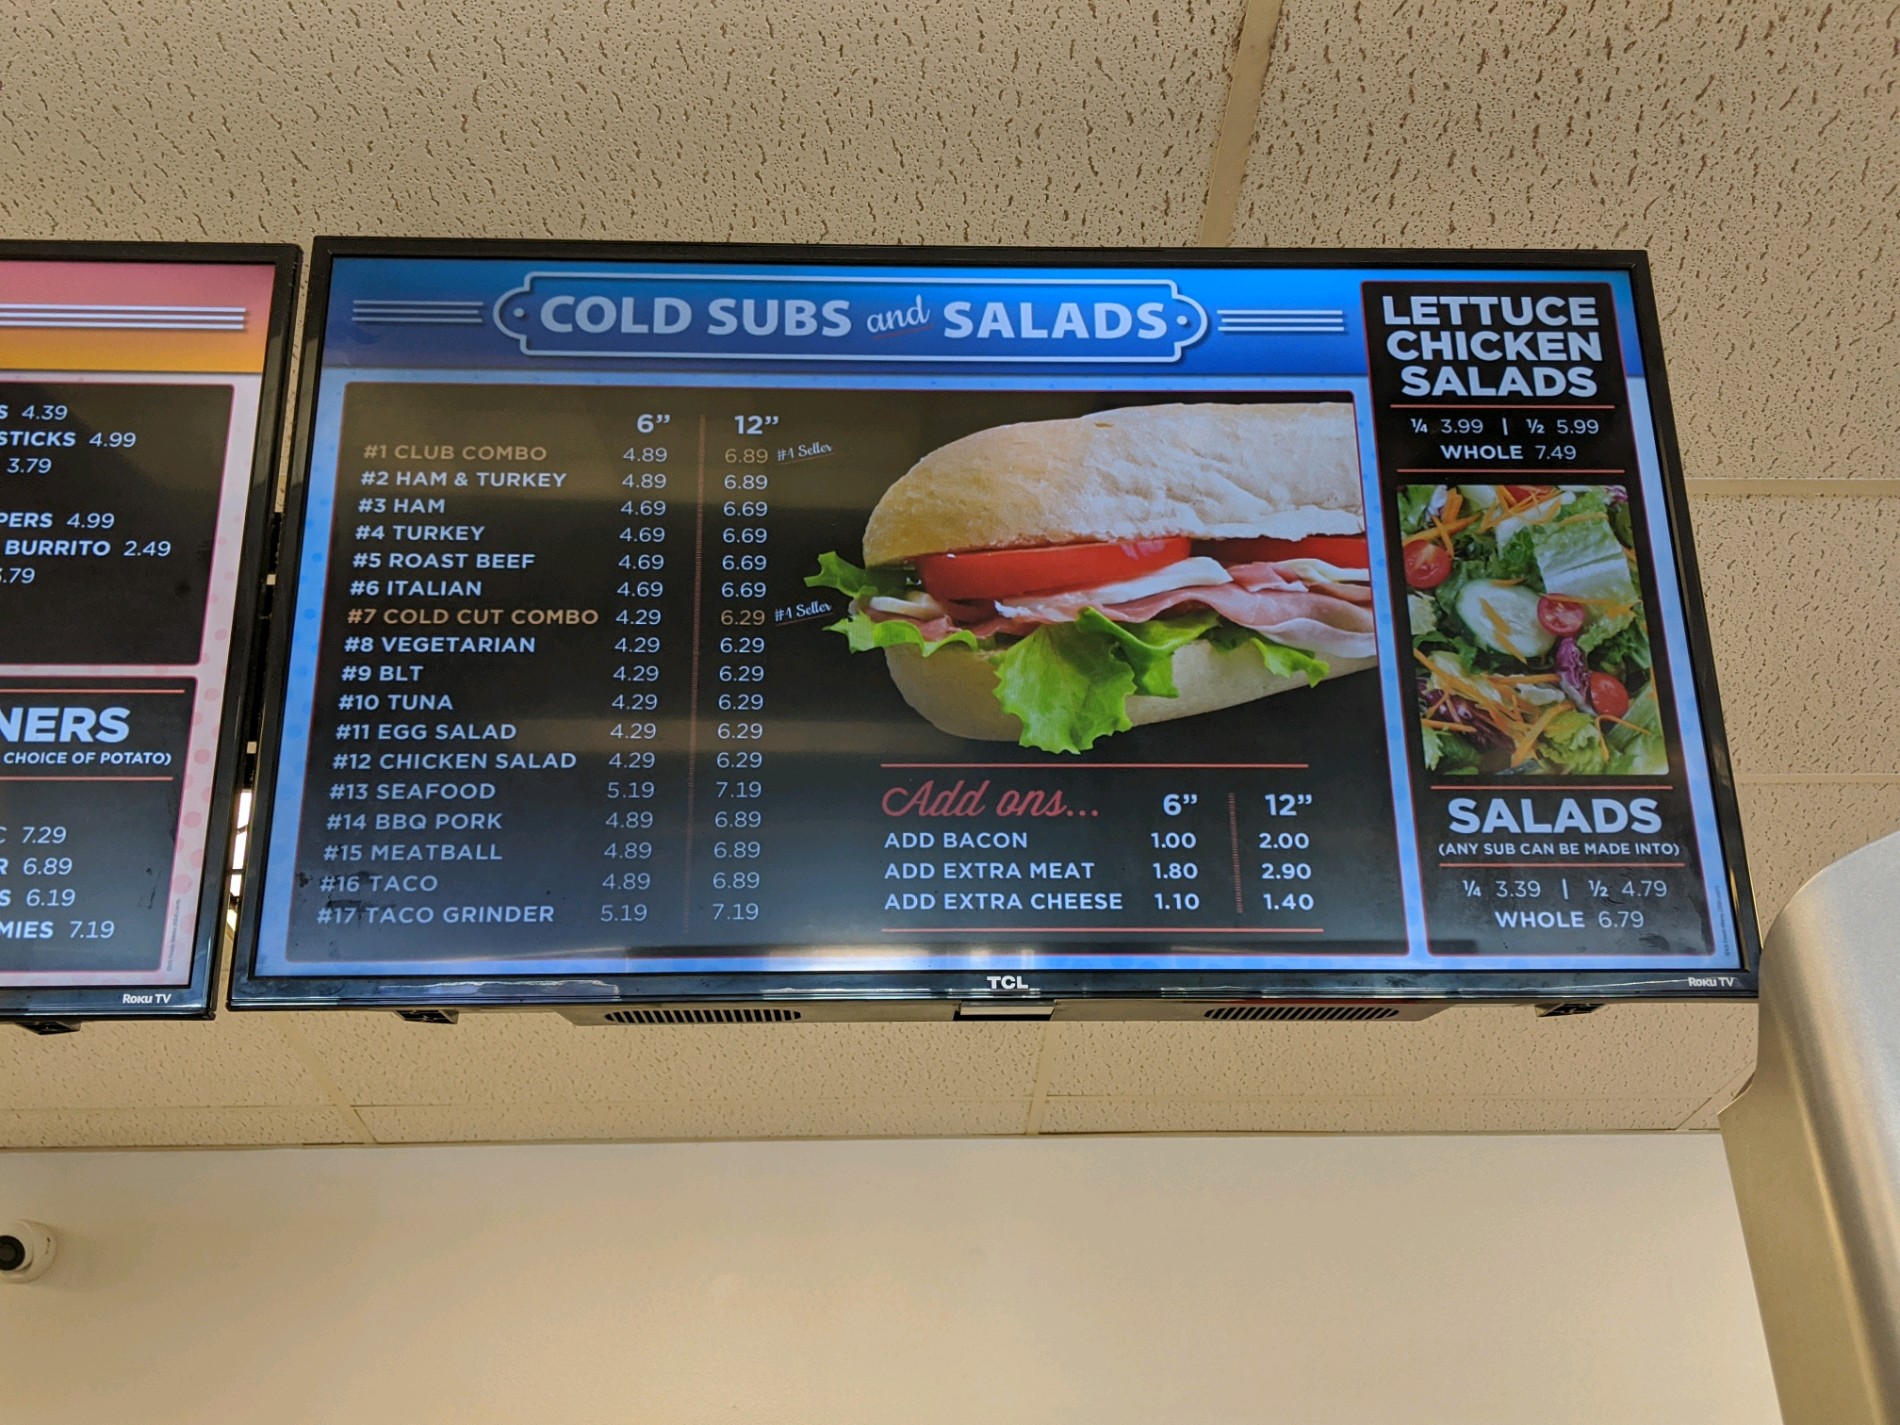 S 4.39
STICKS 4.99
3.79
PERS 4.99
BURRITO 2.49
.79
NERS
CHOICE OF POTATO)
C 7.29
R 6.89
S 6.19
MIES 7.19
Roku TV
COLD SUBS and SALADS
6” 12”
#1 CLUB COMBO 4.89 6.89 #1 Seller
#2 HAM & TURKEY 4.89 6.89
#3 HAM 4.69 6.69
#4 TURKEY 4.69 6.69
#5 ROAST BEEF 4.69 6.69
#6 ITALIAN 4.69 6.69
#7 COLD CUT COMBO 4.29 6.29 #1 Seller
#8 VEGETARIAN 4.29 6.29
#9 BLT 4.29 6.29
#10 TUNA 4.29 6.29
#11 EGG SALAD 4.29 6.29
#12 CHICKEN SALAD 4.29 6.29
#13 SEAFOOD 5.19 7.19
#14 BBQ PORK 4.89 6.89
#15 MEATBALL 4.89 6.89
#16 TACO 4.89 6.89
#17 TACO GRINDER 5.19 7.19
Add ons... 6” 12”
ADD BACON 1.00 2.00
ADD EXTRA MEAT 1.80 2.90
ADD EXTRA CHEESE 1.10 1.40
LETTUCE
CHICKEN
SALADS
¼ 3.99 | ½ 5.99
WHOLE 7.49
SALADS
(ANY SUB CAN BE MADE INTO)
¼ 3.39 | ½ 4.79
WHOLE 6.79
TCL
Roku TV